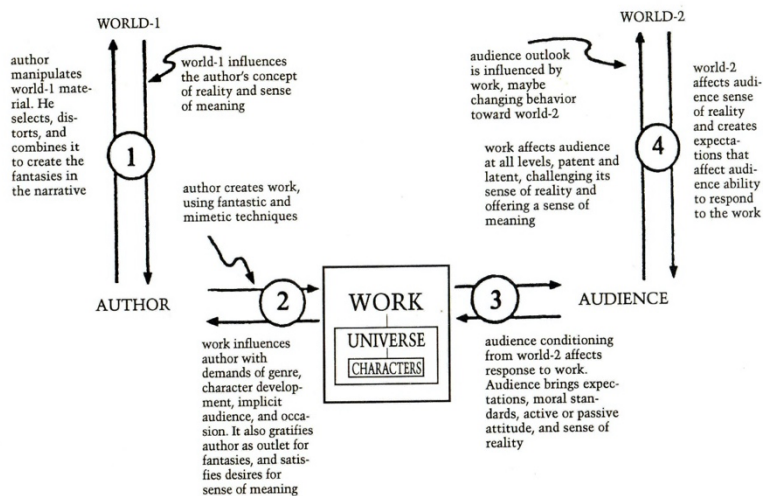 WORLD-1
author
manipulates
world-1 mate-
rial. He
selects, dis-
torts, and
combines it
to create the
fantasies in
the narrative
world-1 influences
the author's concept
of reality and sense
of meaning
1
author creates work,
using fantastic and
mimetic techniques
AUTHOR
2
work influences
author with
demands of genre,
character develop-
ment, implicit
audience, and occa-
sion. It also gratifies
author as outlet for
fantasies, and satis-
fies desires for
sense of meaning
WORK
UNIVERSE
CHARACTERS
WORLD-2
audience outlook
is influenced by
work, maybe
changing behavior
toward world-2
work affects audience
at all levels, patent and
latent, challenging its
sense of reality and
offering a sense of
meaning
4
world-2
affects audi-
ence sense
of reality
and creates
expecta-
tions that
affect audi-
ence ability
to respond
to the work
3
AUDIENCE
audience conditioning
from world-2 affects
response to work.
Audience brings expec-
tations, moral stan-
dards, active or passive
attitude, and sense of
reality